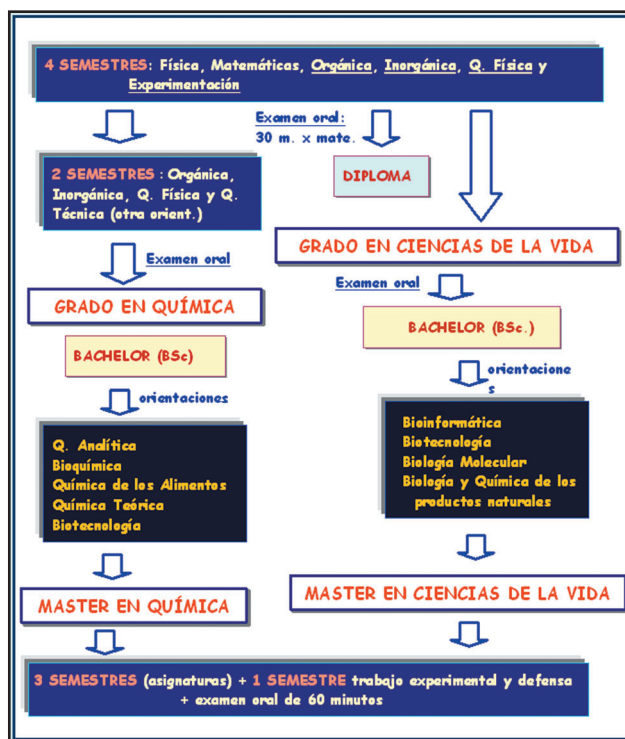 4 SEMESTRES: Física, Matemáticas, Orgánica, Inorgánica, Q. Física y
Experimentación
Examen oral:
30 m. x mate.
2 SEMESTRES : Orgánica,
Inorgánica, Q. Física y Q.
Técnica (otra orient.)
DIPLOMA
Examen oral
GRADO EN QUÍMICA
BACHELOR (BSc)
orientaciones
Q. Analítica
Bioquímica
Química de los Alimentos
Química Teórica
Biotecnología
MASTER EN QUÍMICA
GRADO EN CIENCIAS DE LA VIDA
Examen oral
BACHELOR (BSc.)
orientacione
s
Bioinformática
Biotecnología
Biología Molecular
Biología y Química de los
productos naturales
MASTER EN CIENCIAS DE LA VIDA
3 SEMESTRES (asignaturas) + 1 SEMESTRE trabajo experimental y defensa
+ examen oral de 60 minutos